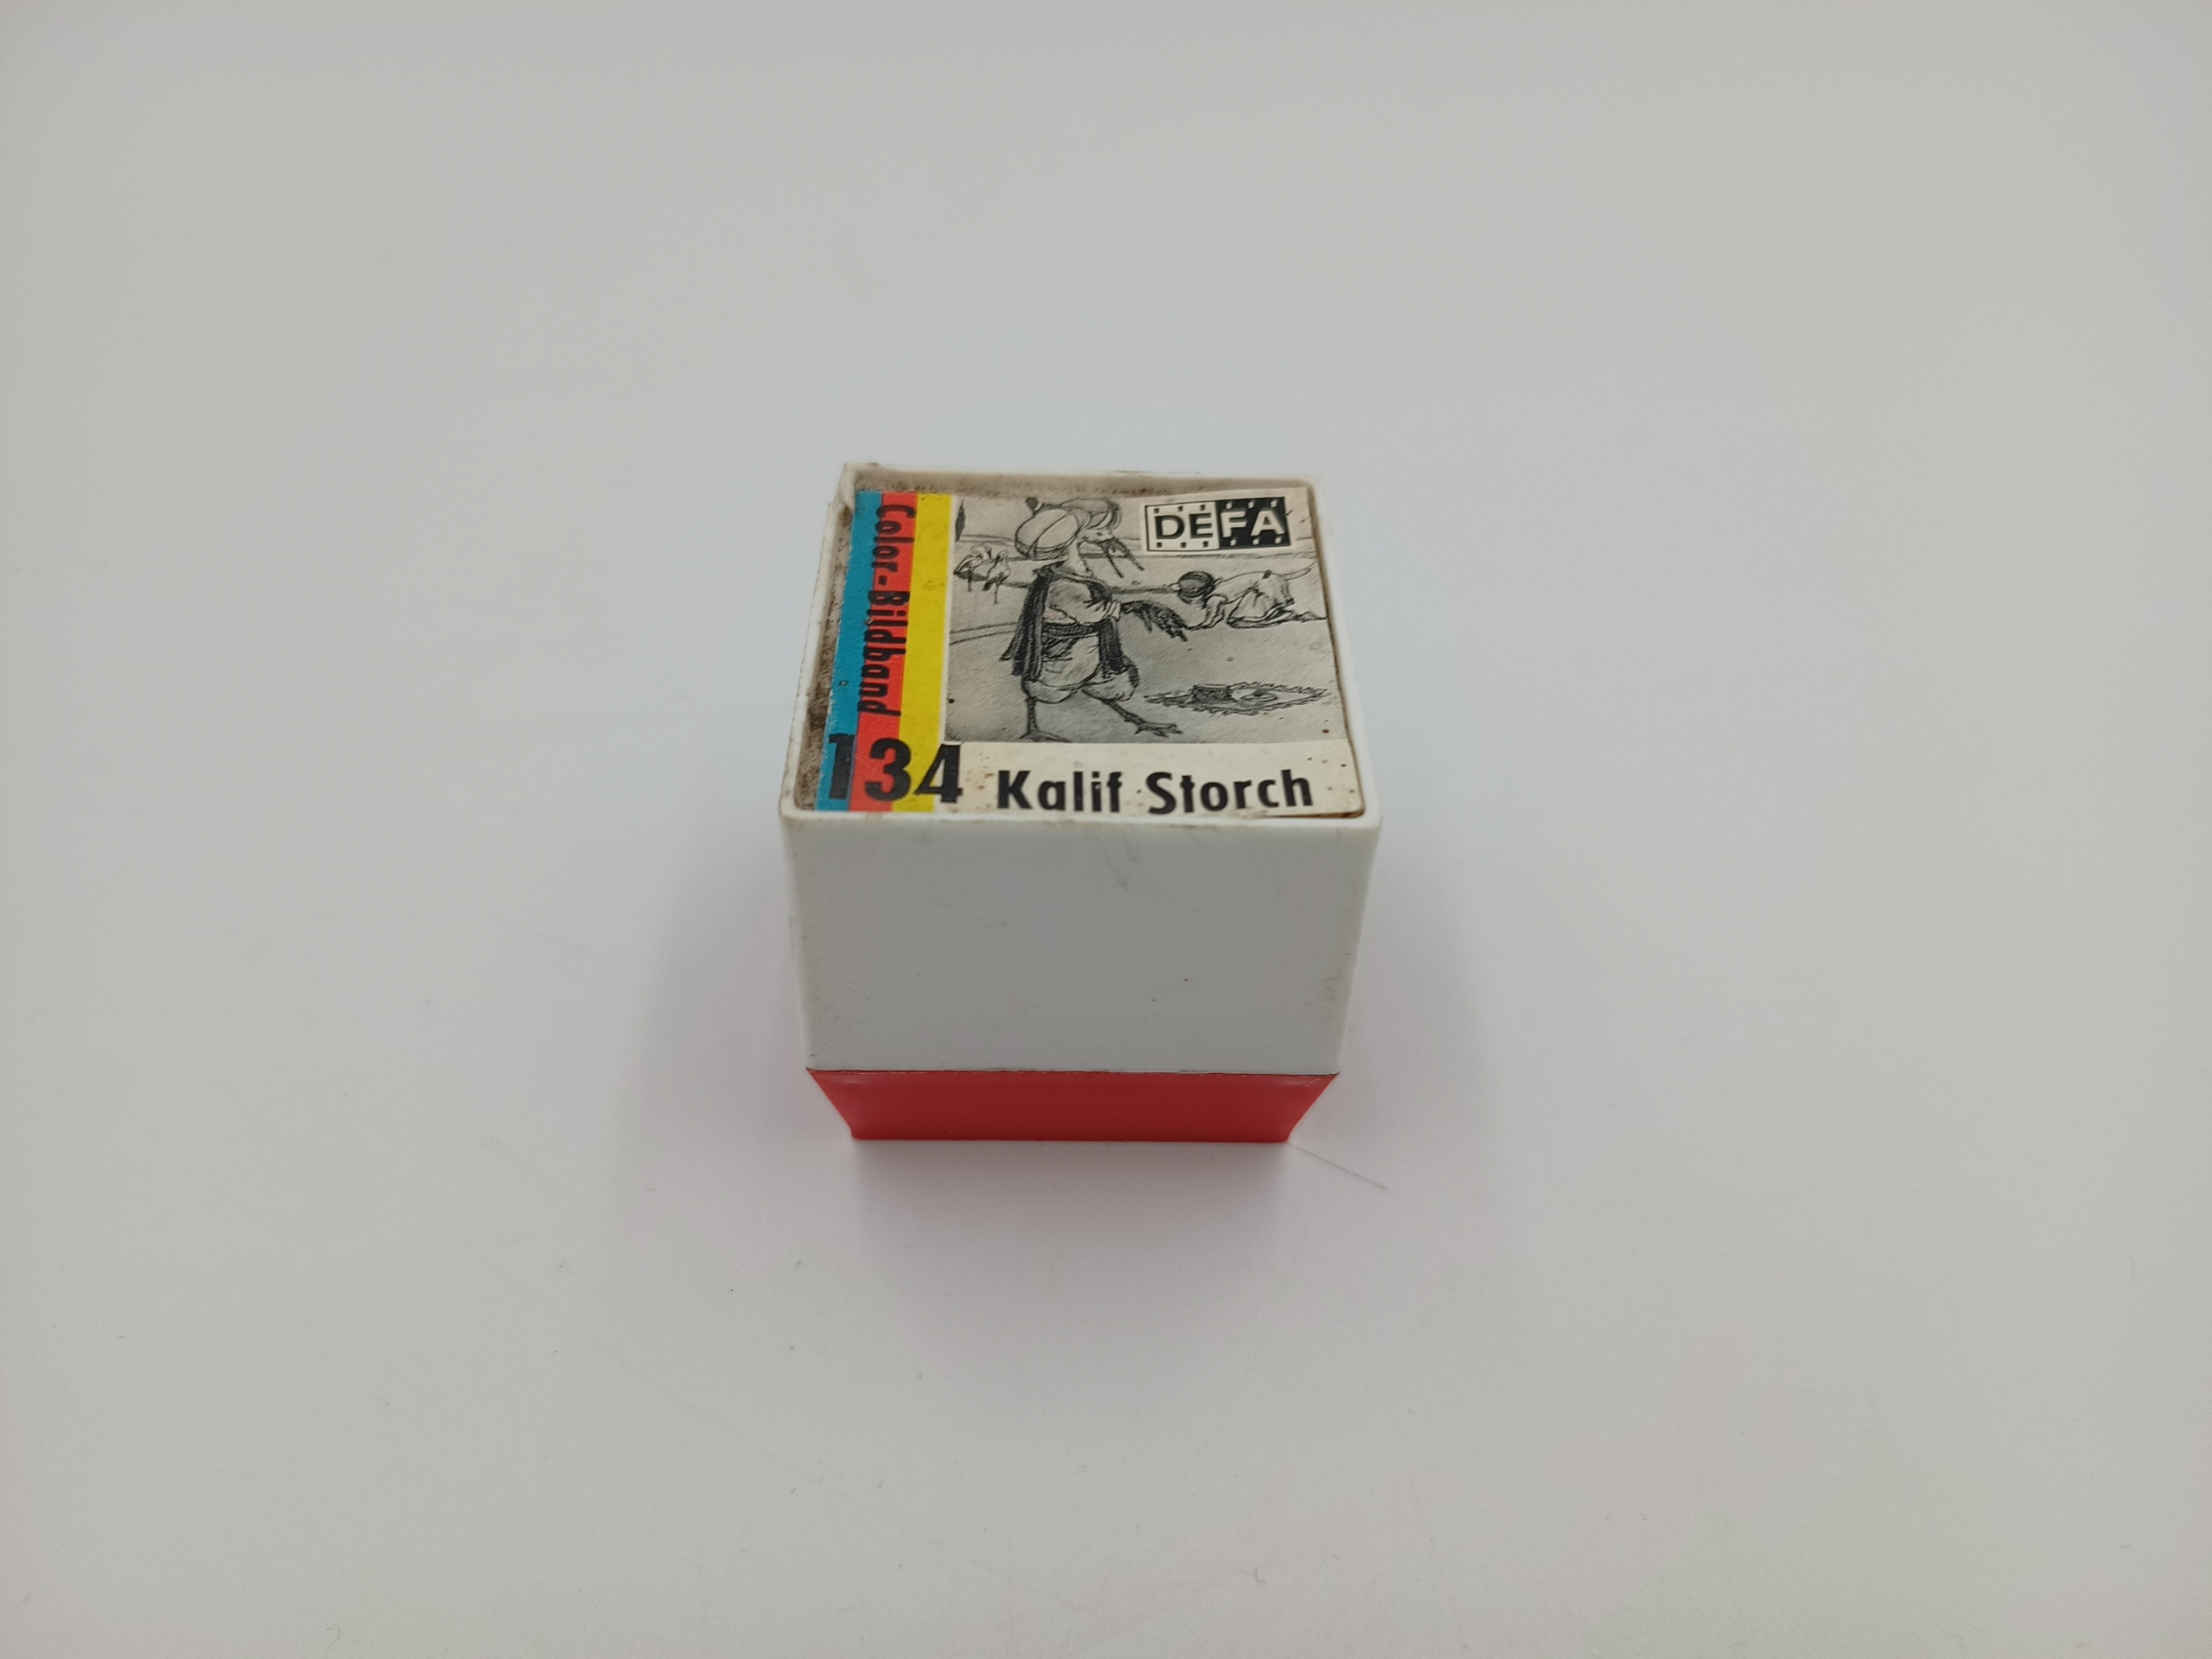 DEFA
Color-Bildband
134 Kalif Storch